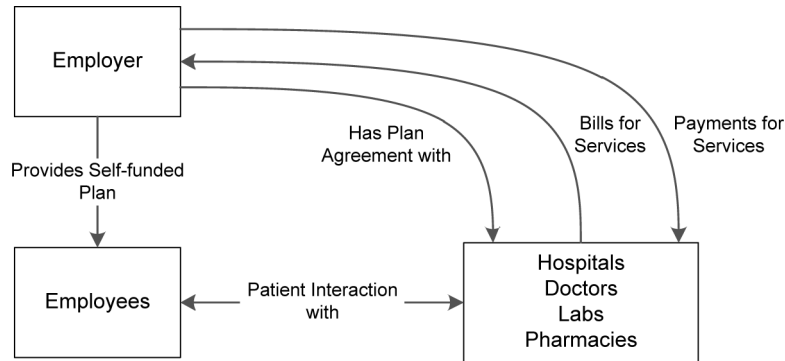 Employer
Has Plan
Agreement with
Bills for
Services
Payments for
Services
Provides Self-funded
Plan
Employees
Patient Interaction
with
Hospitals
Doctors
Labs
Pharmacies